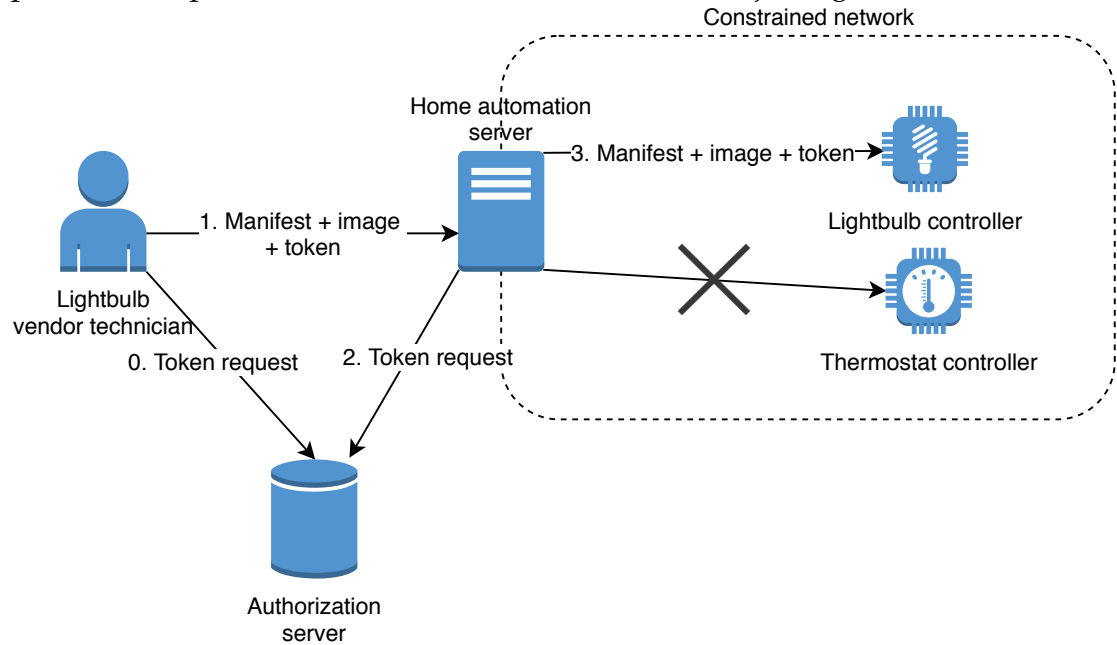 Constrained network
Home automation
server
3. Manifest + image + token
1. Manifest + image
+ token
Lightbulb controller
Lightbulb
vendor technician
0. Token request
2. Token request
Thermostat controller
Authorization
server